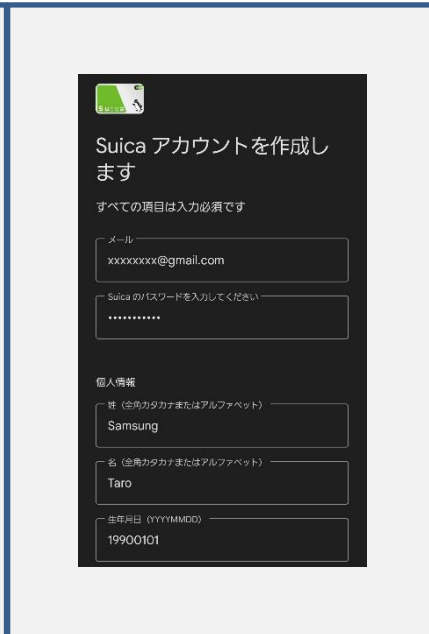 Suica
Suica アカウントを作成し
ます
すべての項目は入力必須です
メール
xxxxxxxx@gmail.com
Suica のパスワードを入力してください
•••••••••••
個人情報
姓（全角カタカナまたはアルファベット）
Samsung
名（全角カタカナまたはアルファベット）
Taro
生年月日（YYYYMMDD）
19900101